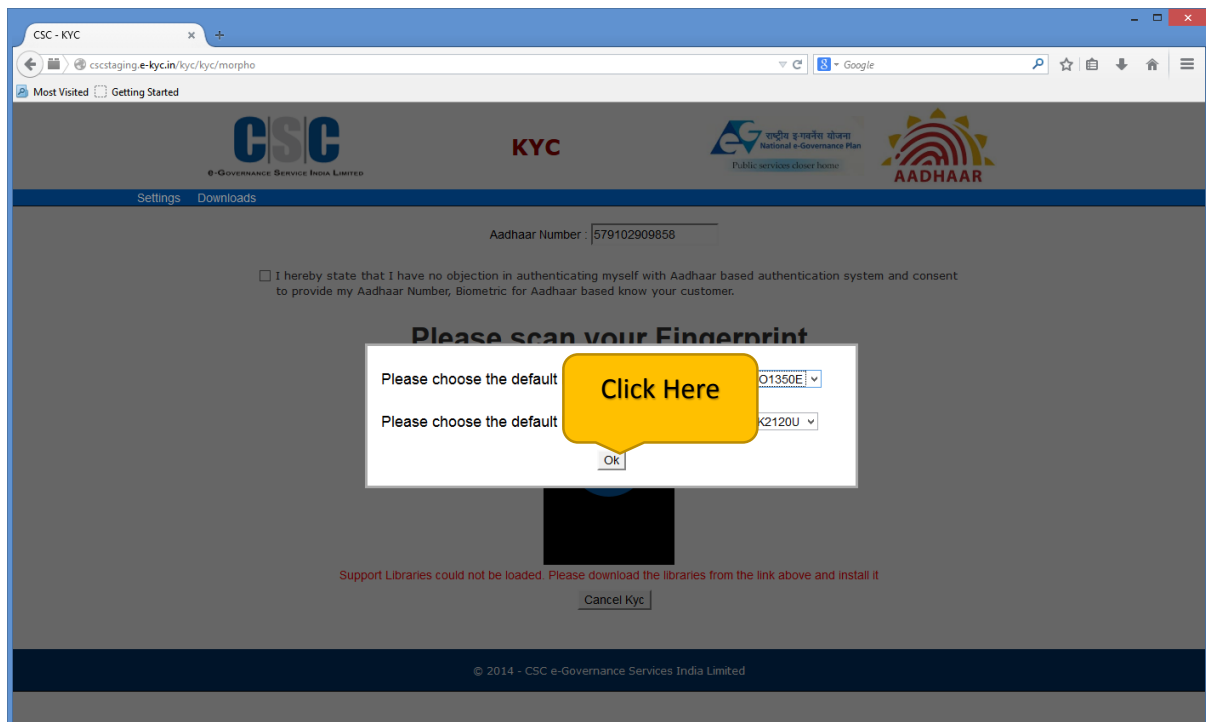 CSC - KYC
cscstaging.e-kyc.in/kyc/kyc/morpho
Google
Most Visited Getting Started
CSC
e-Governance Service India Limited
KYC
राष्ट्रीय इ-गवर्नेंस योजना
National e-Governance Plan
Public services closer home
AADHAAR
Settings Downloads
Aadhaar Number : 579102909858
I hereby state that I have no objection in authenticating myself with Aadhaar based authentication system and consent
to provide my Aadhaar Number, Biometric for Aadhaar based know your customer.
Please scan your Fingerprint
Please choose the default O1350E
Click Here
Please choose the default K2120U
Ok
Support Libraries could not be loaded. Please download the libraries from the link above and install it
Cancel Kyc
© 2014 - CSC e-Governance Services India Limited